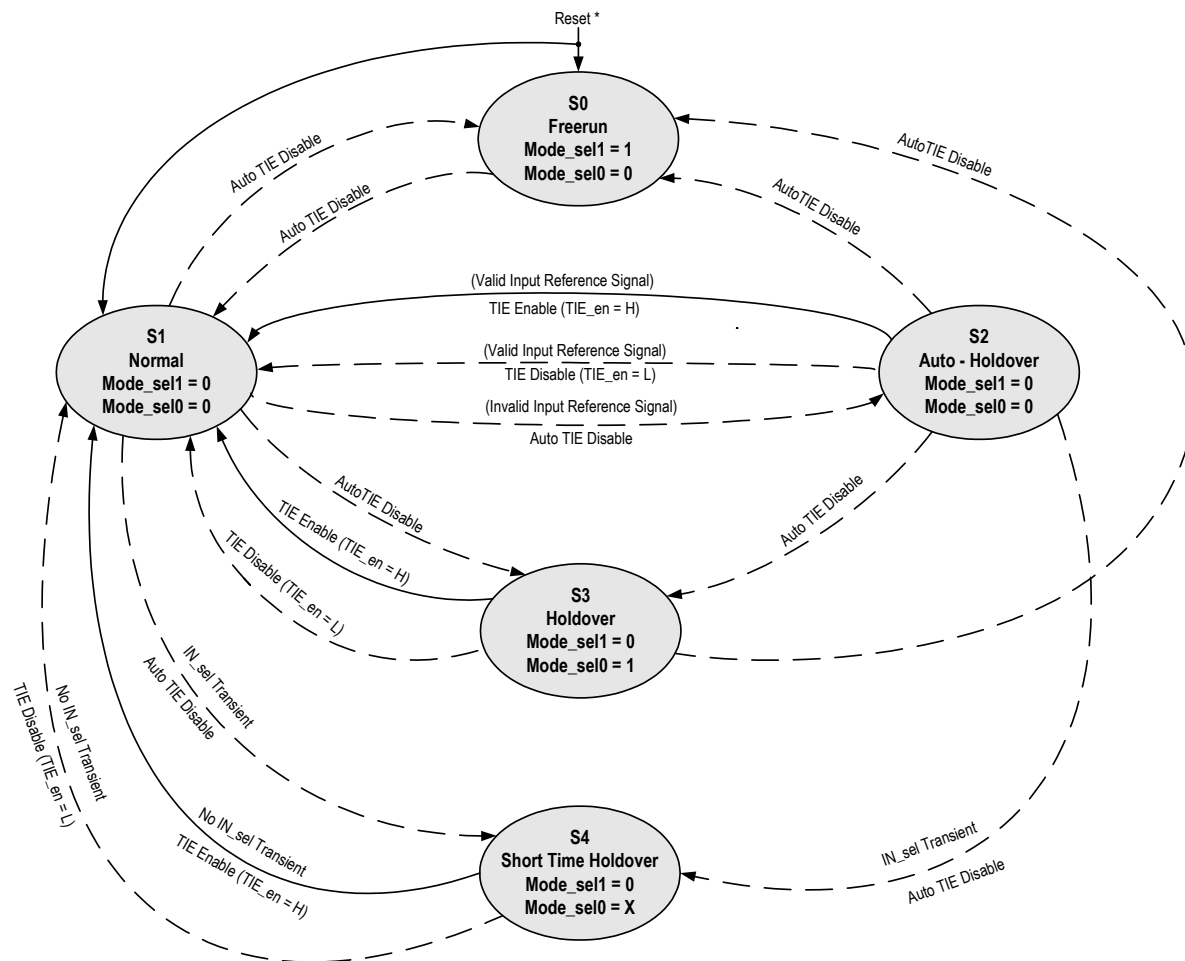 Reset *
S0
Freerun
Mode_sel1 = 1
Mode_sel0 = 0
Auto TIE Disable
Auto TIE Disable
AutoTIE Disable
AutoTIE Disable
(Valid Input Reference Signal)
TIE Enable (TIE_en = H)
S1
Normal
Mode_sel1 = 0
Mode_sel0 = 0
(Valid Input Reference Signal)
TIE Disable (TIE_en = L)
(Invalid Input Reference Signal)
Auto TIE Disable
S2
Auto - Holdover
Mode_sel1 = 0
Mode_sel0 = 0
AutoTIE Disable
TIE Enable (TIE_en = H)
TIE Disable (TIE_en = L)
Auto TIE Disable
S3
Holdover
Mode_sel1 = 0
Mode_sel0 = 1
IN_sel Transient
Auto TIE Disable
No IN_sel Transient
TIE Disable (TIE_en = L)
No IN_sel Transient
TIE Enable (TIE_en = H)
S4
Short Time Holdover
Mode_sel1 = 0
Mode_sel0 = X
IN_sel Transient
Auto TIE Disable